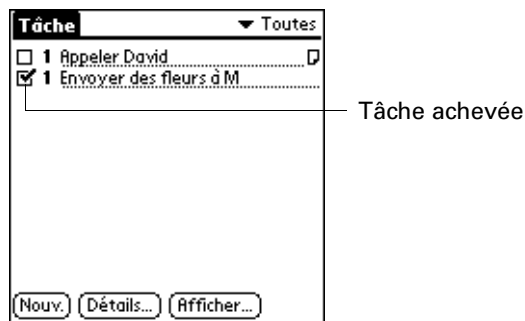 Tâche
Toutes
1 Appeler David
1 Envoyer des fleurs à M
Tâche achevée
Nouv. Détails... Afficher...